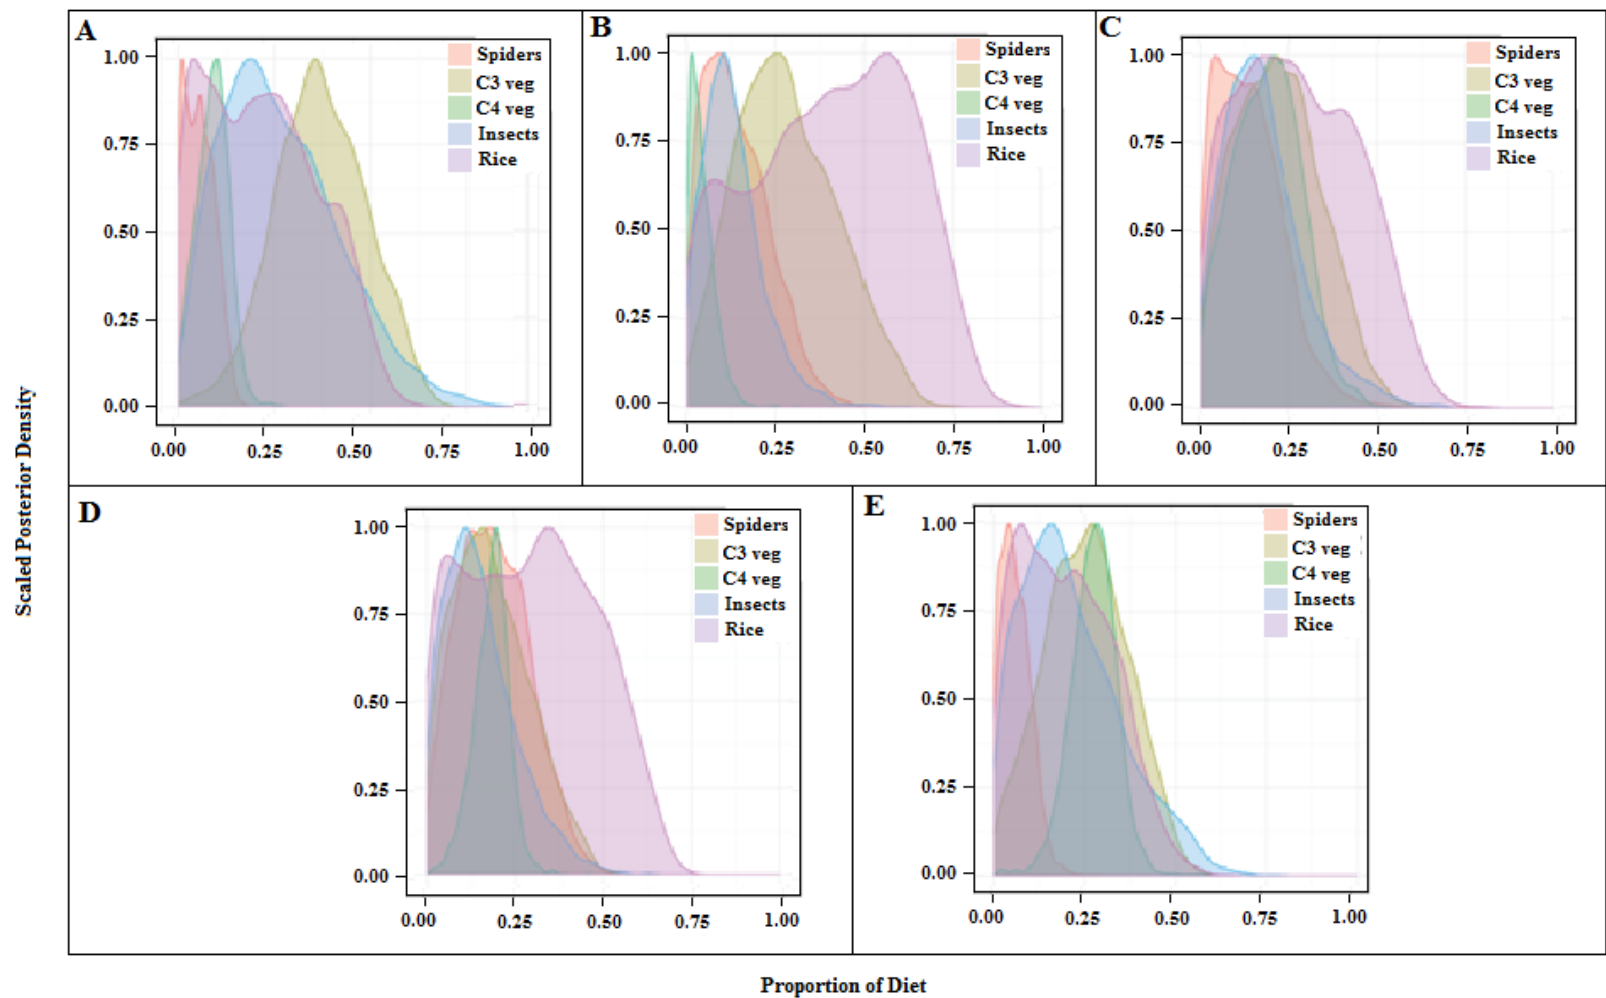 A
1.00
0.75
0.50
0.25
0.00
0.00 0.25 0.50 0.75 1.00
Spiders
C3 veg
C4 veg
Insects
Rice
B
1.00
0.75
0.50
0.25
0.00
0.00 0.25 0.50 0.75 1.00
Spiders
C3 veg
C4 veg
Insects
Rice
C
1.00
0.75
0.50
0.25
0.00
0.00 0.25 0.50 0.75 1.00
Spiders
C3 veg
C4 veg
Insects
Rice
D
1.00
0.75
0.50
0.25
0.00
0.00 0.25 0.50 0.75 1.00
Spiders
C3 veg
C4 veg
Insects
Rice
E
1.00
0.75
0.50
0.25
0.00
0.00 0.25 0.50 0.75 1.00
Spiders
C3 veg
C4 veg
Insects
Rice
Scaled Posterior Density
Proportion of Diet